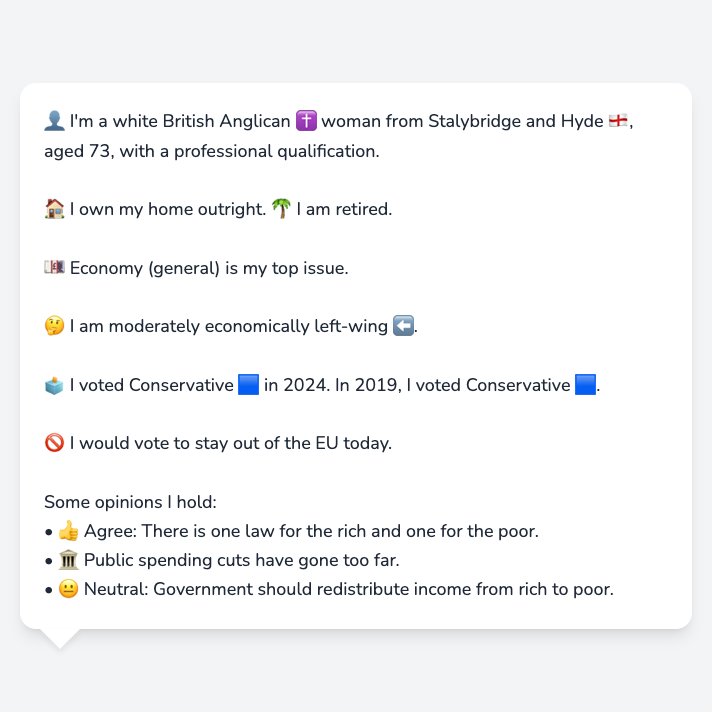 👤 I'm a white British Anglican ✝️ woman from Stalybridge and Hyde 🏴󠁧󠁢󠁥󠁮󠁧󠁿,
aged 73, with a professional qualification.
🏠 I own my home outright. 🌴 I am retired.
💷 Economy (general) is my top issue.
🤔 I am moderately economically left-wing ⬅️.
🗳️ I voted Conservative 🟦 in 2024. In 2019, I voted Conservative 🟦.
🚫 I would vote to stay out of the EU today.
Some opinions I hold:
• 👍 Agree: There is one law for the rich and one for the poor.
• 🏛️ Public spending cuts have gone too far.
• 😐 Neutral: Government should redistribute income from rich to poor.